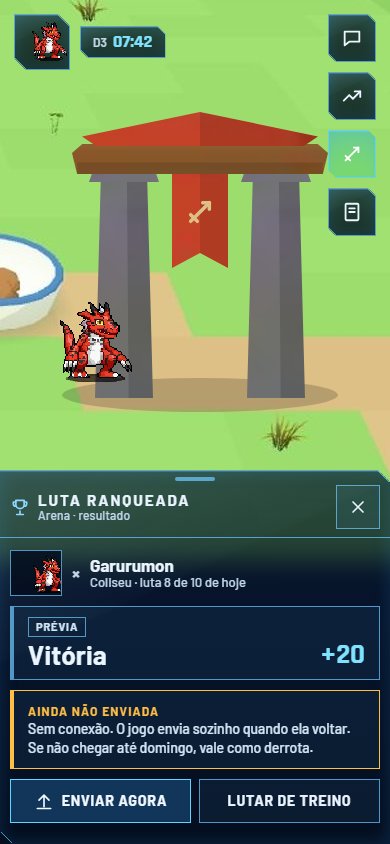 D3 07:42
LUTA RANQUEADA
Arena · resultado
Garurumon
Coliseu · luta 8 de 10 de hoje
PRÉVIA
Vitória +20
AINDA NÃO ENVIADA
Sem conexão. O jogo envia sozinho quando ela voltar.
Se não chegar até domingo, vale como derrota.
ENVIAR AGORA
LUTAR DE TREINO